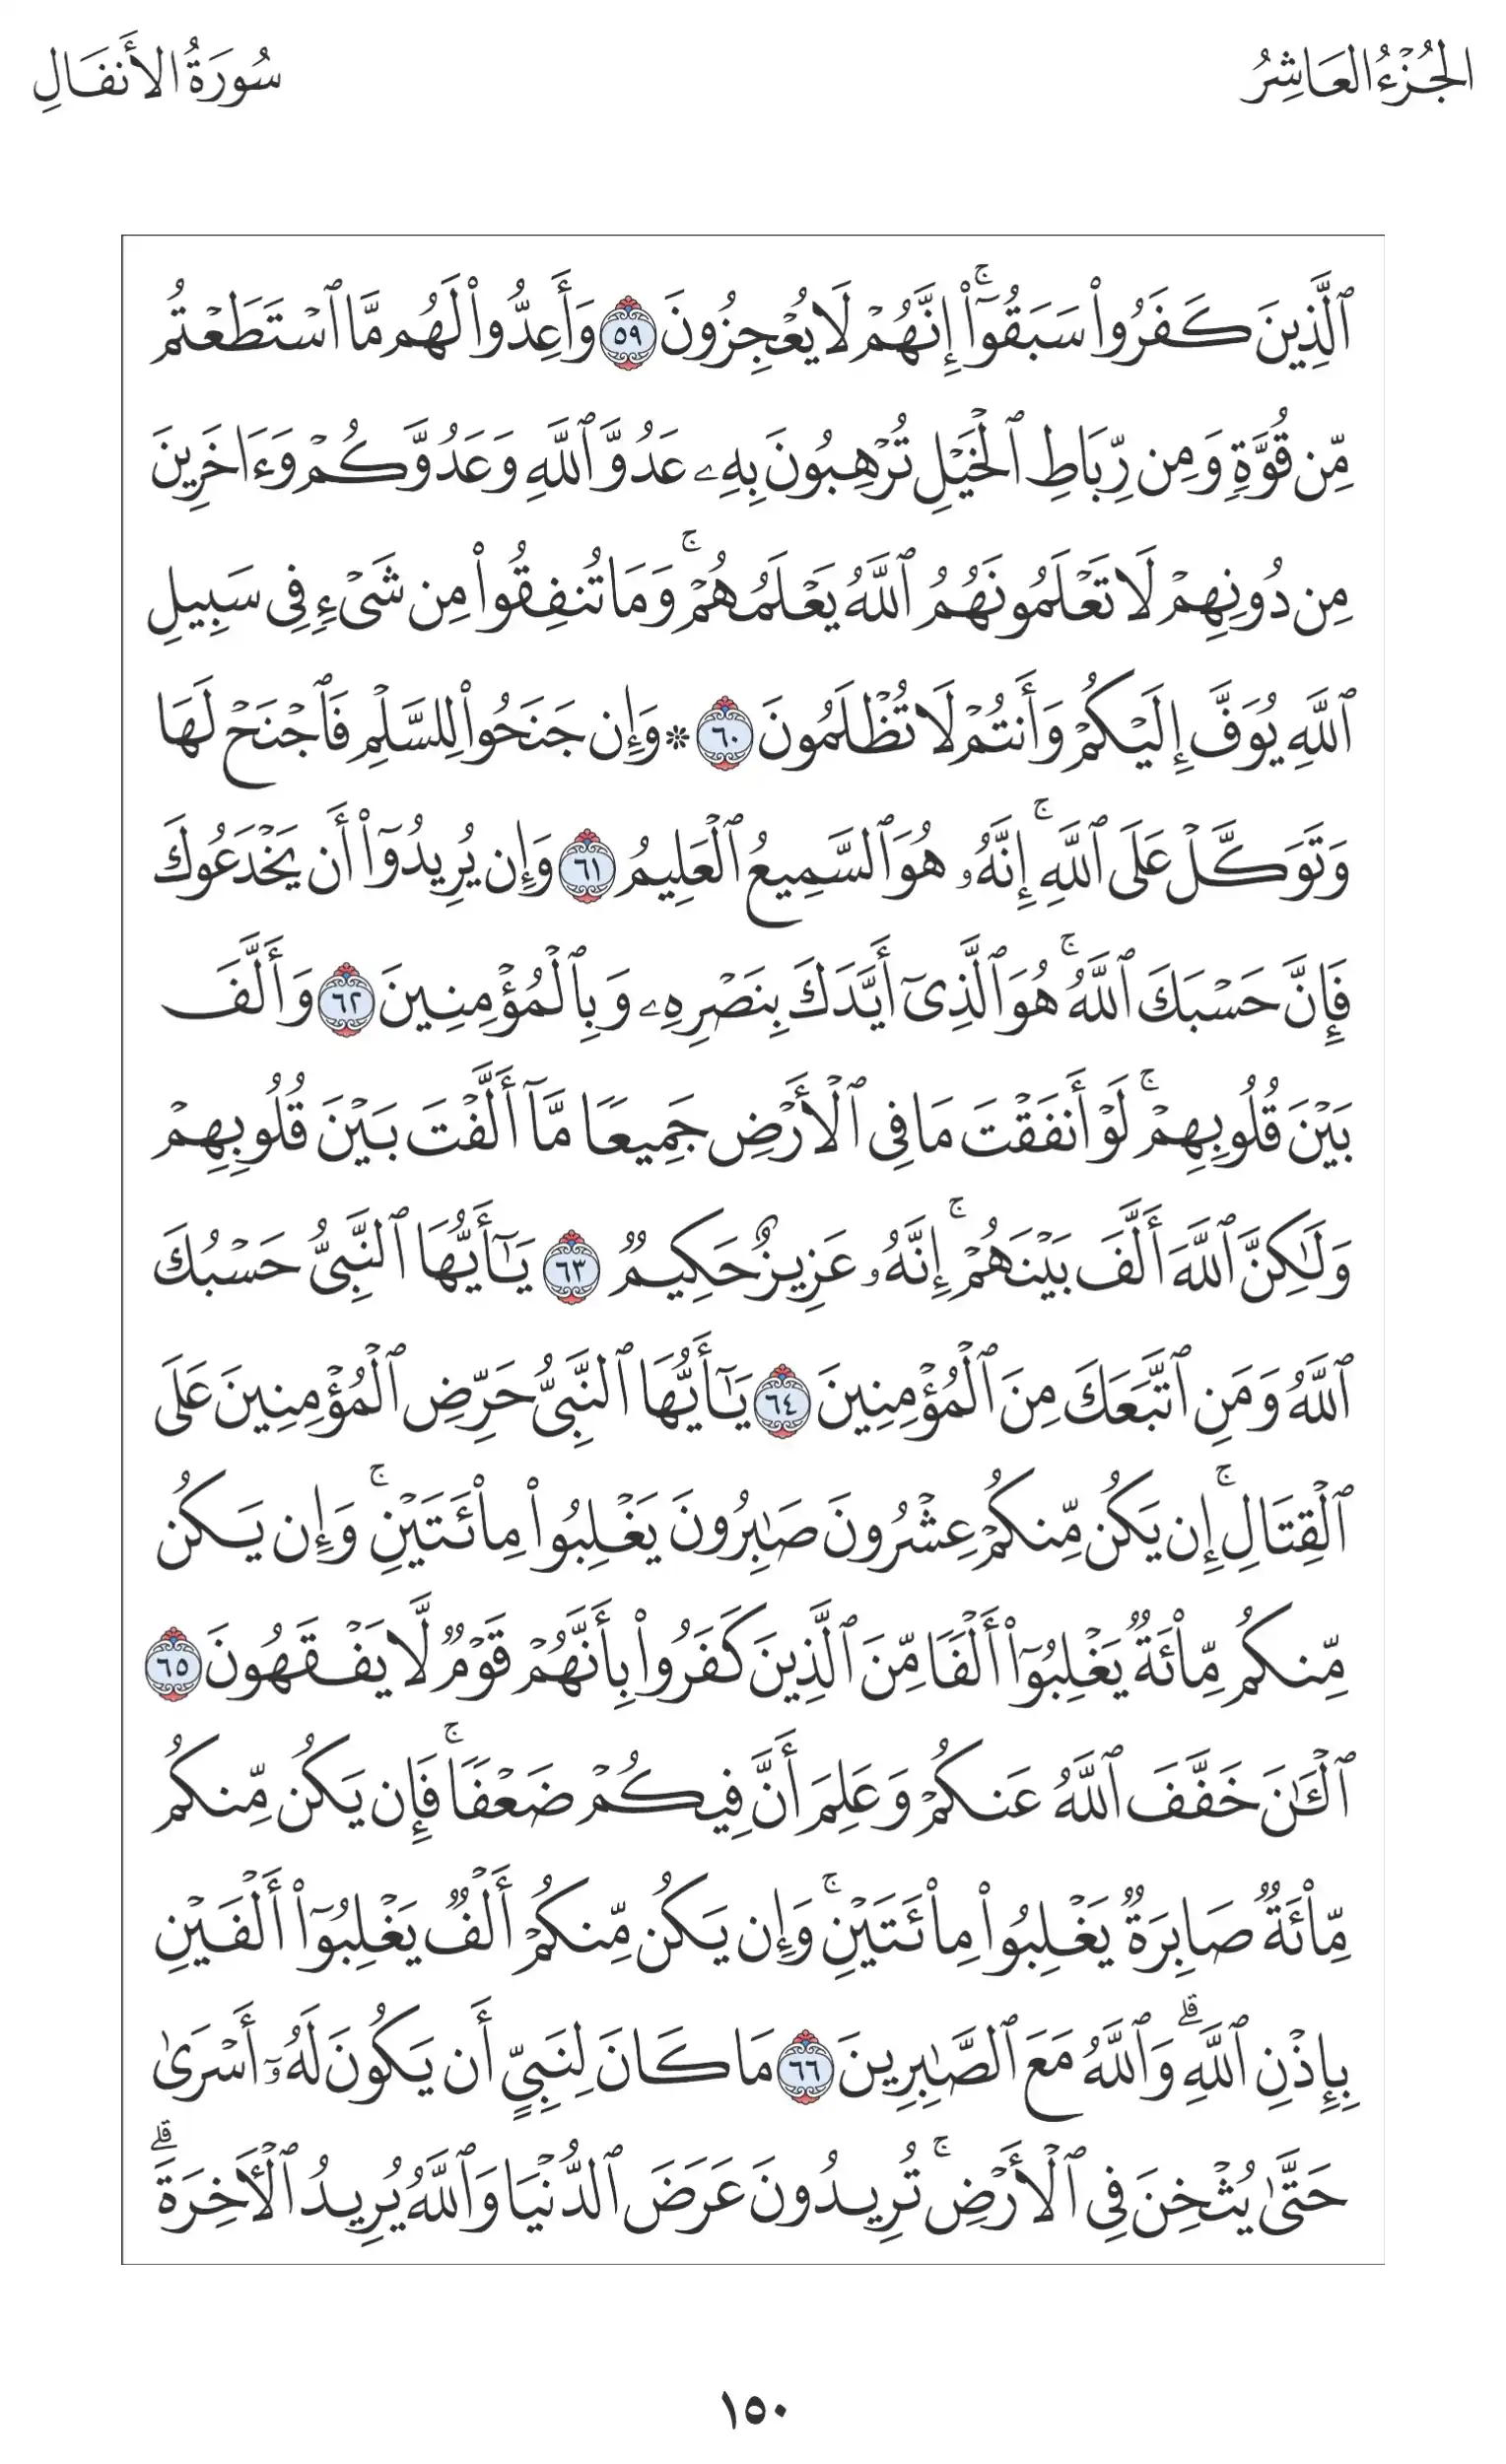 الجُزْءُ العَاشِرُ
سُورَةُ الأَنفَالِ
ٱلَّذِينَ كَفَرُواْ سَبَقُوٓاْۚ إِنَّهُمْ لَا يُعْجِزُونَ ٥٩ وَأَعِدُّواْ لَهُم مَّا ٱسْتَطَعْتُم
مِّن قُوَّةٍ وَمِن رِّبَاطِ ٱلْخَيْلِ تُرْهِبُونَ بِهِۦ عَدُوَّ ٱللَّهِ وَعَدُوَّكُمْ وَءَاخَرِينَ
مِن دُونِهِمْ لَا تَعْلَمُونَهُمُ ٱللَّهُ يَعْلَمُهُمْۚ وَمَا تُنفِقُواْ مِن شَىْءٍ فِى سَبِيلِ
ٱللَّهِ يُوَفَّ إِلَيْكُمْ وَأَنتُمْ لَا تُظْلَمُونَ ٦٠ * وَإِن جَنَحُواْ لِلسَّلْمِ فَٱجْنَحْ لَهَا
وَتَوَكَّلْ عَلَى ٱللَّهِۚ إِنَّهُۥ هُوَ ٱلسَّمِيعُ ٱلْعَلِيمُ ٦١ وَإِن يُرِيدُوٓاْ أَن يَخْدَعُوكَ
فَإِنَّ حَسْبَكَ ٱللَّهُۚ هُوَ ٱلَّذِىٓ أَيَّدَكَ بِنَصْرِهِۦ وَبِٱلْمُؤْمِنِينَ ٦٢ وَأَلَّفَ
بَيْنَ قُلُوبِهِمْۚ لَوْ أَنفَقْتَ مَا فِى ٱلْأَرْضِ جَمِيعًا مَّآ أَلَّفْتَ بَيْنَ قُلُوبِهِمْ
وَلَٰكِنَّ ٱللَّهَ أَلَّفَ بَيْنَهُمْۚ إِنَّهُۥ عَزِيزٌ حَكِيمٌ ٦٣ يَٰٓأَيُّهَا ٱلنَّبِىُّ حَسْبُكَ
ٱللَّهُ وَمَنِ ٱتَّبَعَكَ مِنَ ٱلْمُؤْمِنِينَ ٦٤ يَٰٓأَيُّهَا ٱلنَّبِىُّ حَرِّضِ ٱلْمُؤْمِنِينَ عَلَى
ٱلْقِتَالِۚ إِن يَكُن مِّنكُمْ عِشْرُونَ صَٰبِرُونَ يَغْلِبُواْ مِاْئَتَيْنِۚ وَإِن يَكُن
مِّنكُم مِّاْئَةٌ يَغْلِبُوٓاْ أَلْفًا مِّنَ ٱلَّذِينَ كَفَرُواْ بِأَنَّهُمْ قَوْمٌ لَّا يَفْقَهُونَ ٦٥
ٱلْـَٰٔنَ خَفَّفَ ٱللَّهُ عَنكُمْ وَعَلِمَ أَنَّ فِيكُمْ ضَعْفًاۚ فَإِن يَكُن مِّنكُم
مِّاْئَةٌ صَابِرَةٌ يَغْلِبُواْ مِاْئَتَيْنِۚ وَإِن يَكُن مِّنكُمْ أَلْفٌ يَغْلِبُوٓاْ أَلْفَيْنِ
بِإِذْنِ ٱللَّهِۗ وَٱللَّهُ مَعَ ٱلصَّٰبِرِينَ ٦٦ مَا كَانَ لِنَبِىٍّ أَن يَكُونَ لَهُۥٓ أَسْرَىٰ
حَتَّىٰ يُثْخِنَ فِى ٱلْأَرْضِۚ تُرِيدُونَ عَرَضَ ٱلدُّنْيَا وَٱللَّهُ يُرِيدُ ٱلْـَٔاخِرَةَۗ
١٥٠